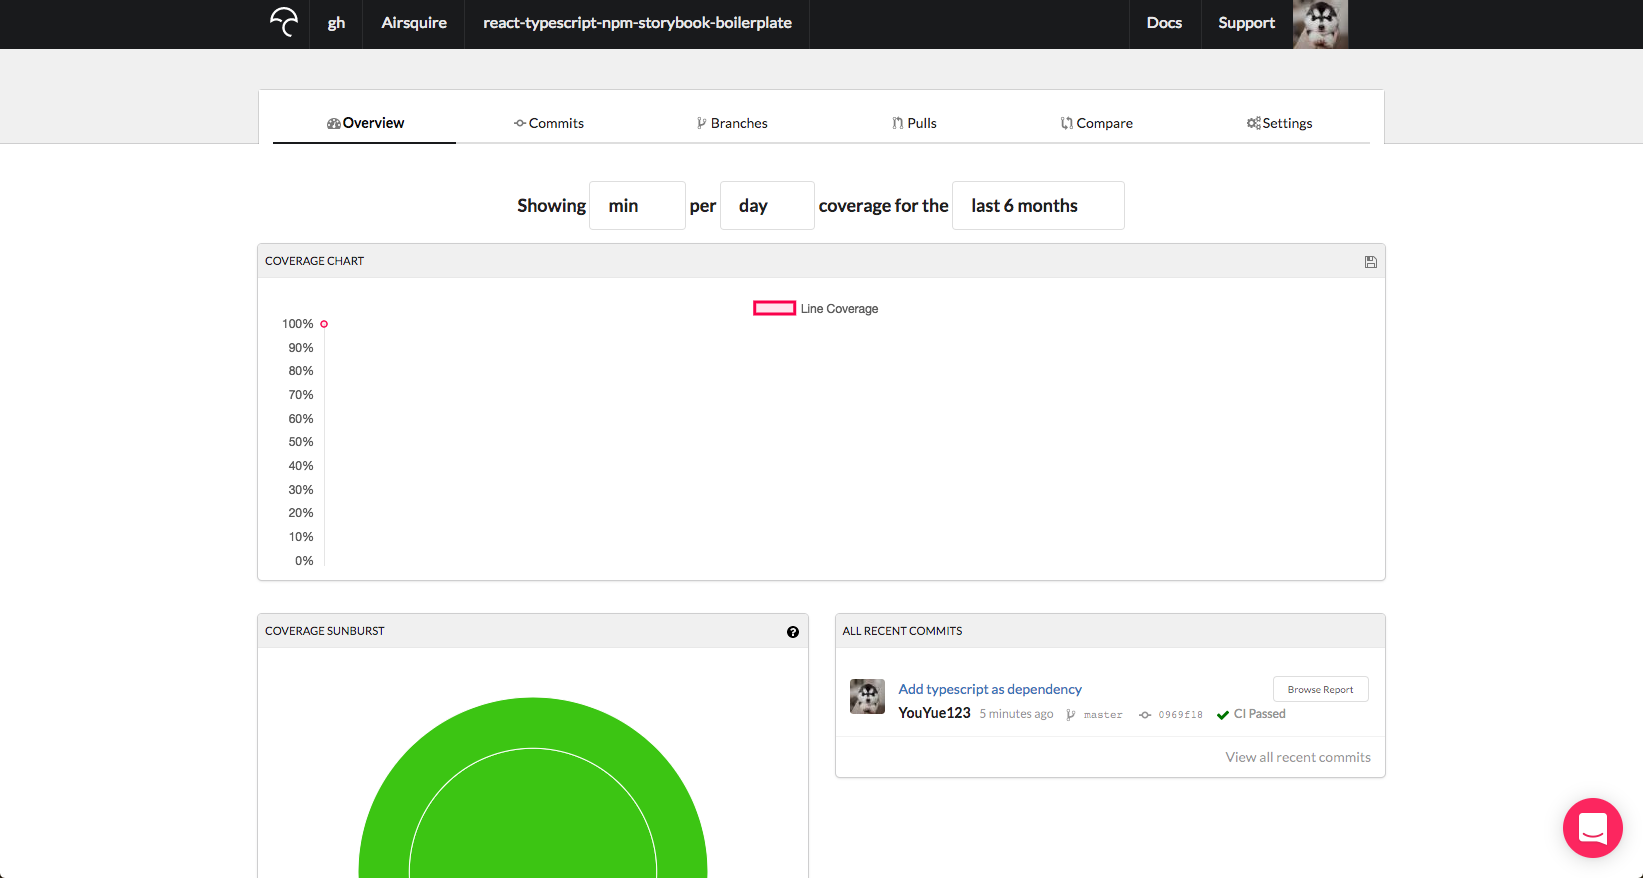 gh Airsquire react-typescript-npm-storybook-boilerplate Docs Support
Overview Commits Branches Pulls Compare Settings
Showing min per day coverage for the last 6 months
COVERAGE CHART
Line Coverage
100%
90%
80%
70%
60%
50%
40%
30%
20%
10%
0%
COVERAGE SUNBURST
?
ALL RECENT COMMITS
Add typescript as dependency
Browse Report
YouYue123 5 minutes ago master 0969f18 CI Passed
View all recent commits